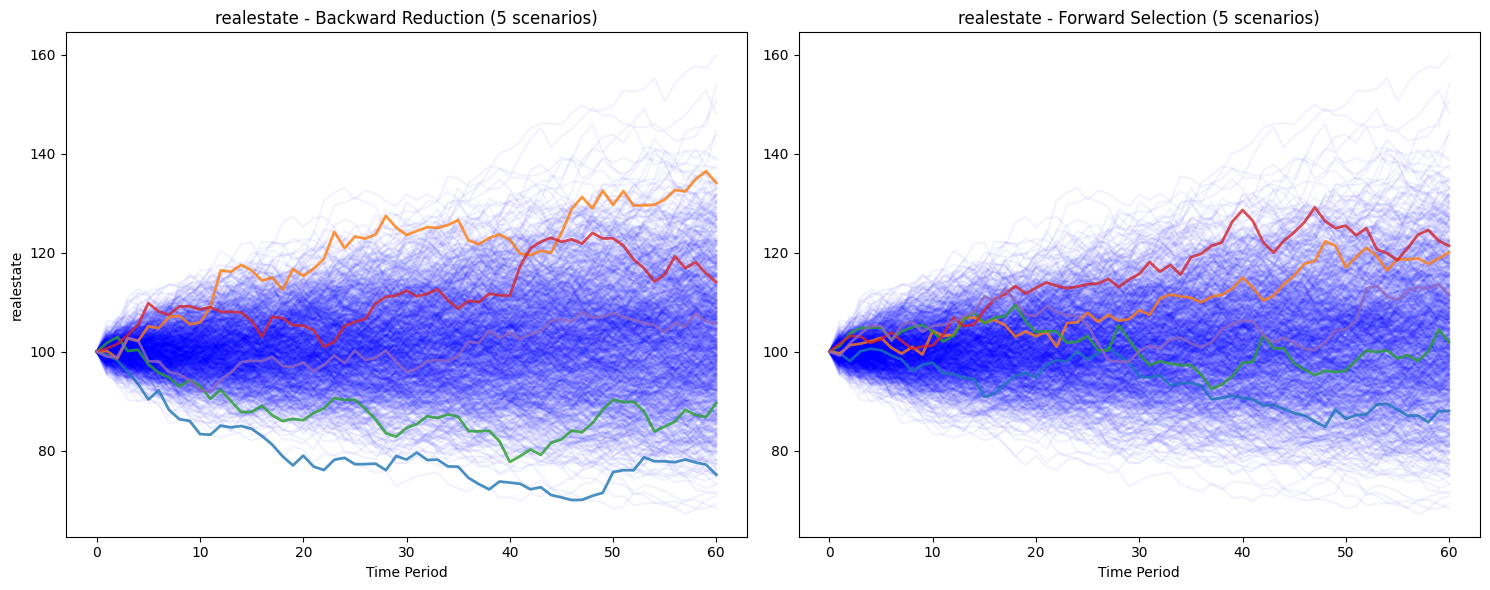 realestate - Backward Reduction (5 scenarios)
realestate
160
140
120
100
80
0 10 20 30 40 50 60
Time Period
realestate - Forward Selection (5 scenarios)
160
140
120
100
80
0 10 20 30 40 50 60
Time Period